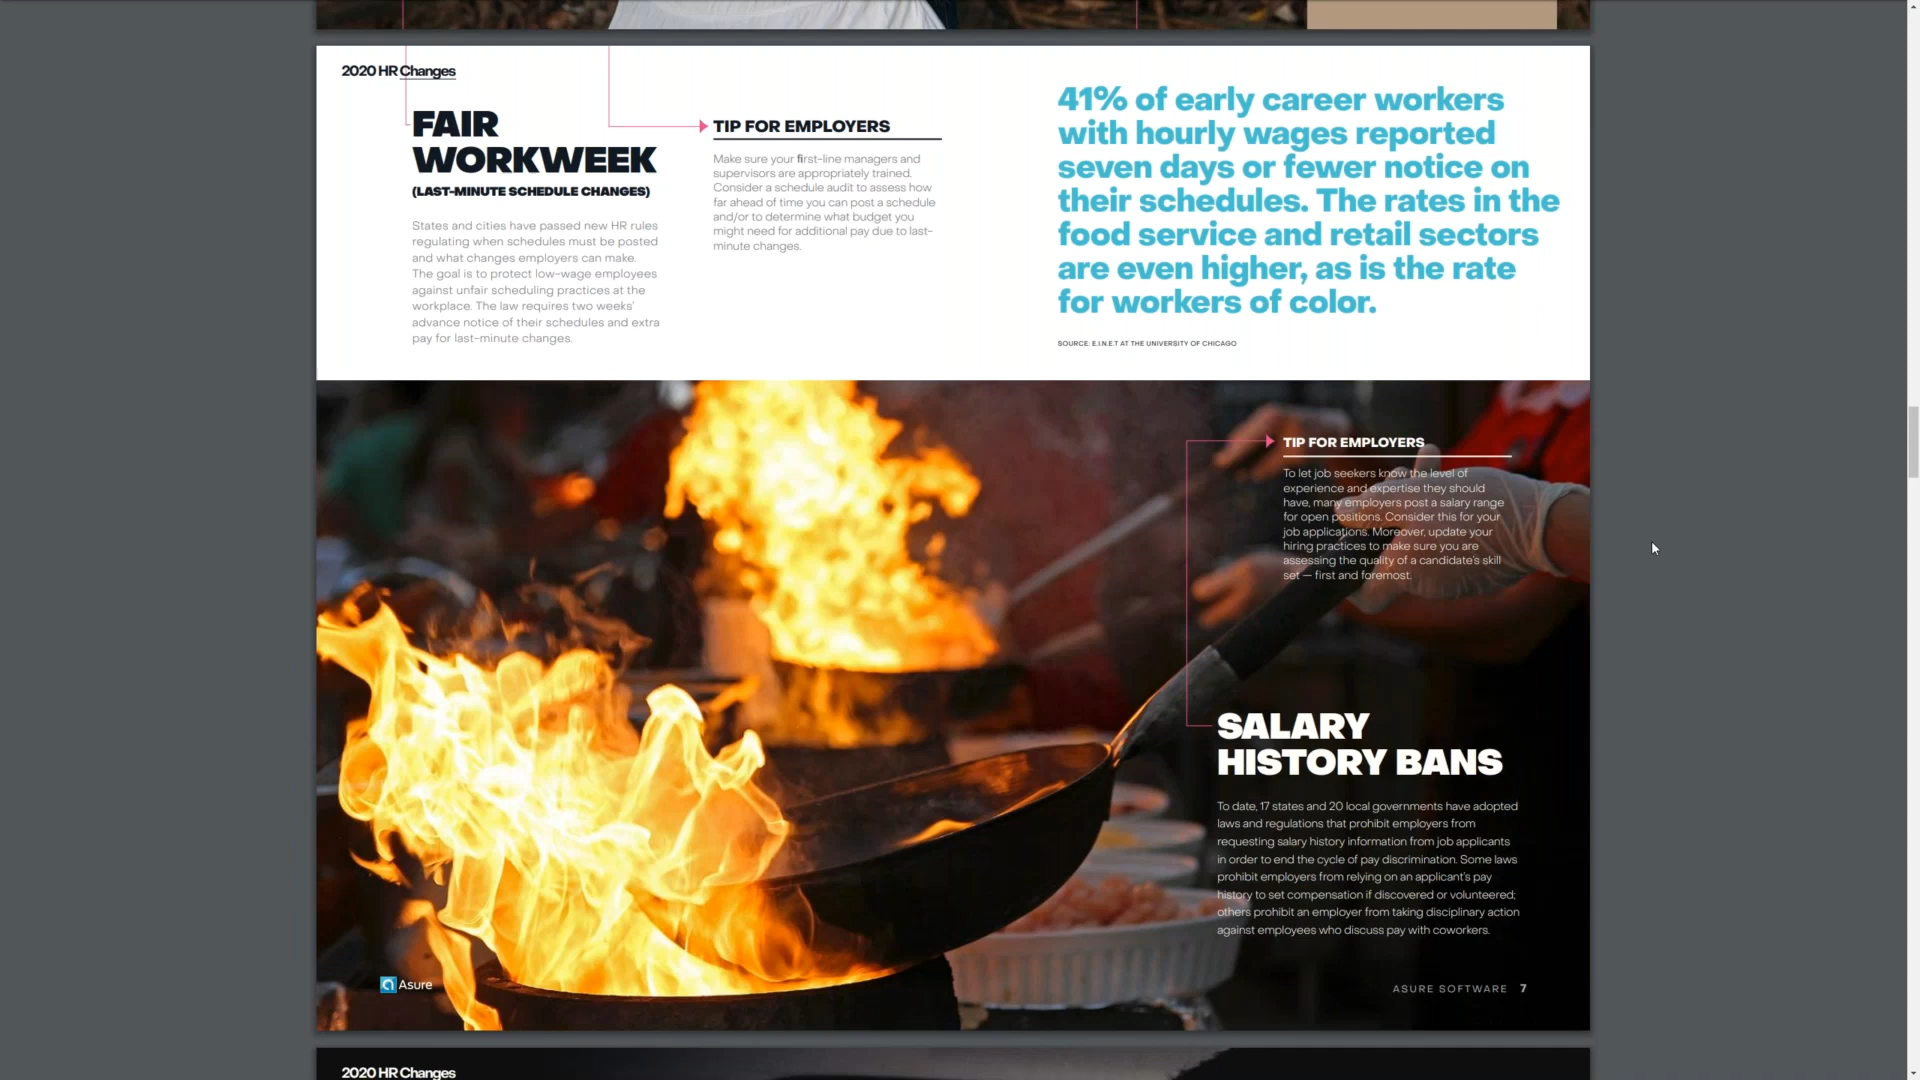 2020 HR Changes
FAIR
WORKWEEK
(LAST-MINUTE SCHEDULE CHANGES)
States and cities have passed new HR rules
regulating when schedules must be posted
and what changes employers can make.
The goal is to protect low-wage employees
against unfair scheduling practices at the
workplace. The law requires two weeks'
advance notice of their schedules and extra
pay for last-minute changes.
TIP FOR EMPLOYERS
Make sure your first-line managers and
supervisors are appropriately trained.
Consider a schedule audit to assess how
far ahead of time you can post a schedule
and/or to determine what budget you
might need for additional pay due to last-
minute changes.
41% of early career workers
with hourly wages reported
seven days or fewer notice on
their schedules. The rates in the
food service and retail sectors
are even higher, as is the rate
for workers of color.
SOURCE: E.I.N.E.T AT THE UNIVERSITY OF CHICAGO
TIP FOR EMPLOYERS
To let job seekers know the level of
experience and expertise they should
have, many employers post a salary range
for open positions. Consider this for your
job applications. Moreover, update your
hiring practices to make sure you are
assessing the quality of a candidate's skill
set — first and foremost.
SALARY
HISTORY BANS
To date, 17 states and 20 local governments have adopted
laws and regulations that prohibit employers from
requesting salary history information from job applicants
in order to end the cycle of pay discrimination. Some laws
prohibit employers from relying on an applicant's pay
history to set compensation if discovered or volunteered;
others prohibit an employer from taking disciplinary action
against employees who discuss pay with coworkers.
Asure
ASURE SOFTWARE 7
2020 HR Changes